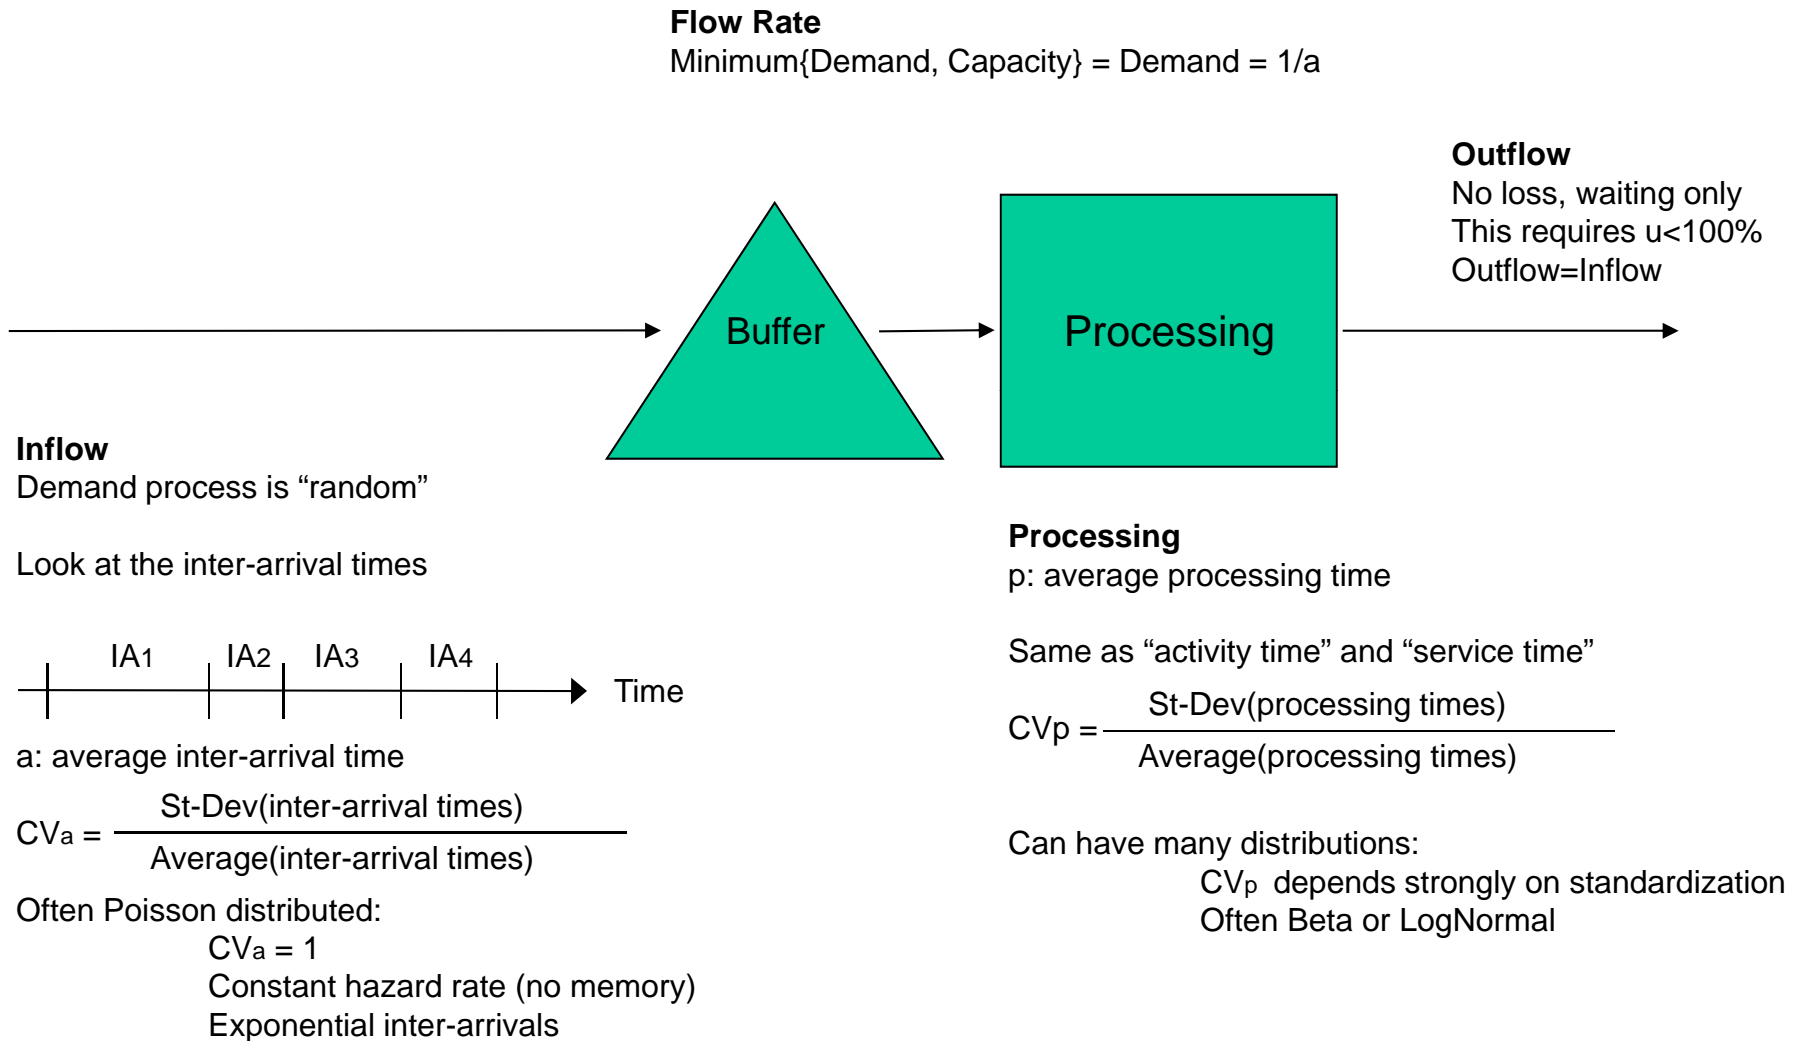 Flow Rate
Minimum{Demand, Capacity} = Demand = 1/a
Outflow
No loss, waiting only
This requires u<100%
Outflow=Inflow
Buffer
Processing
Inflow
Demand process is “random”
Look at the inter-arrival times
IA1 IA2 IA3 IA4
Time
a: average inter-arrival time
St-Dev(inter-arrival times)
CVa =
Average(inter-arrival times)
Often Poisson distributed:
CVa = 1
Constant hazard rate (no memory)
Exponential inter-arrivals
Processing
p: average processing time
Same as “activity time” and “service time”
St-Dev(processing times)
CVp =
Average(processing times)
Can have many distributions:
CVp depends strongly on standardization
Often Beta or LogNormal